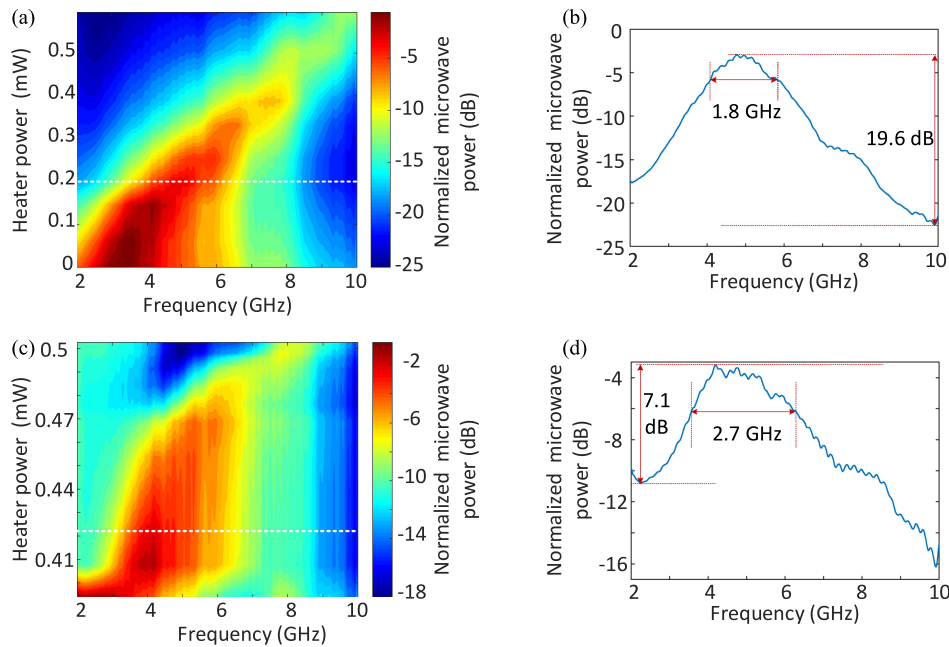 (a)
Heater power (mW)
0.5
0.4
0.3
0.2
0.1
0
2
4
6
8
10
Frequency (GHz)
-5
-10
-15
-20
-25
Normalized microwave
power (dB)
(b)
Normalized microwave
power (dB)
0
-5
-10
-15
-20
-25
1.8 GHz
19.6 dB
2
4
6
8
10
Frequency (GHz)
(c)
Heater power (mW)
0.5
0.47
0.44
0.41
2
4
6
8
10
Frequency (GHz)
-2
-6
-10
-14
-18
Normalized microwave
power (dB)
(d)
Normalized microwave
power (dB)
-4
-8
-12
-16
7.1
dB
2.7 GHz
2
4
6
8
10
Frequency (GHz)